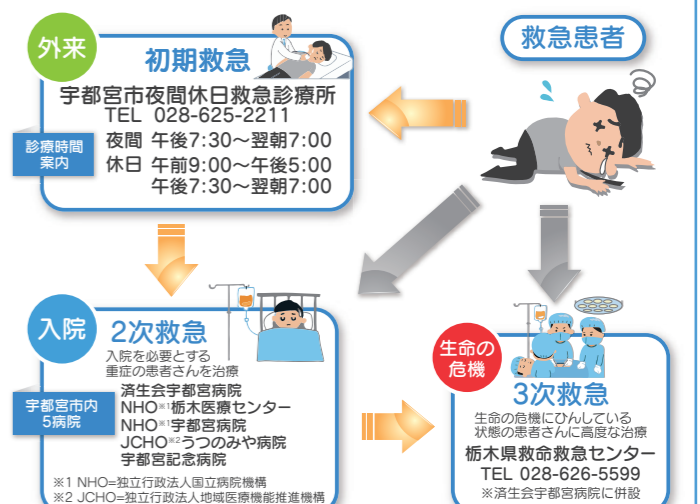 外来
初期救急
宇都宮市夜間休日救急診療所
TEL 028-625-2211
診療時間
案内
夜間 午後7:30～翌朝7:00
休日 午前9:00～午後5:00
午後7:30～翌朝7:00
救急患者
入院
2次救急
入院を必要とする
重症の患者さんを治療
宇都宮市内
5病院
済生会宇都宮病院
NHO※1栃木医療センター
NHO※1宇都宮病院
JCHO※2うつのみや病院
宇都宮記念病院
※1 NHO=独立行政法人国立病院機構
※2 JCHO=独立行政法人地域医療機能推進機構
生命の
危機
3次救急
生命の危機にひんしている
状態の患者さんに高度な治療
栃木県救命救急センター
TEL 028-626-5599
※済生会宇都宮病院に併設